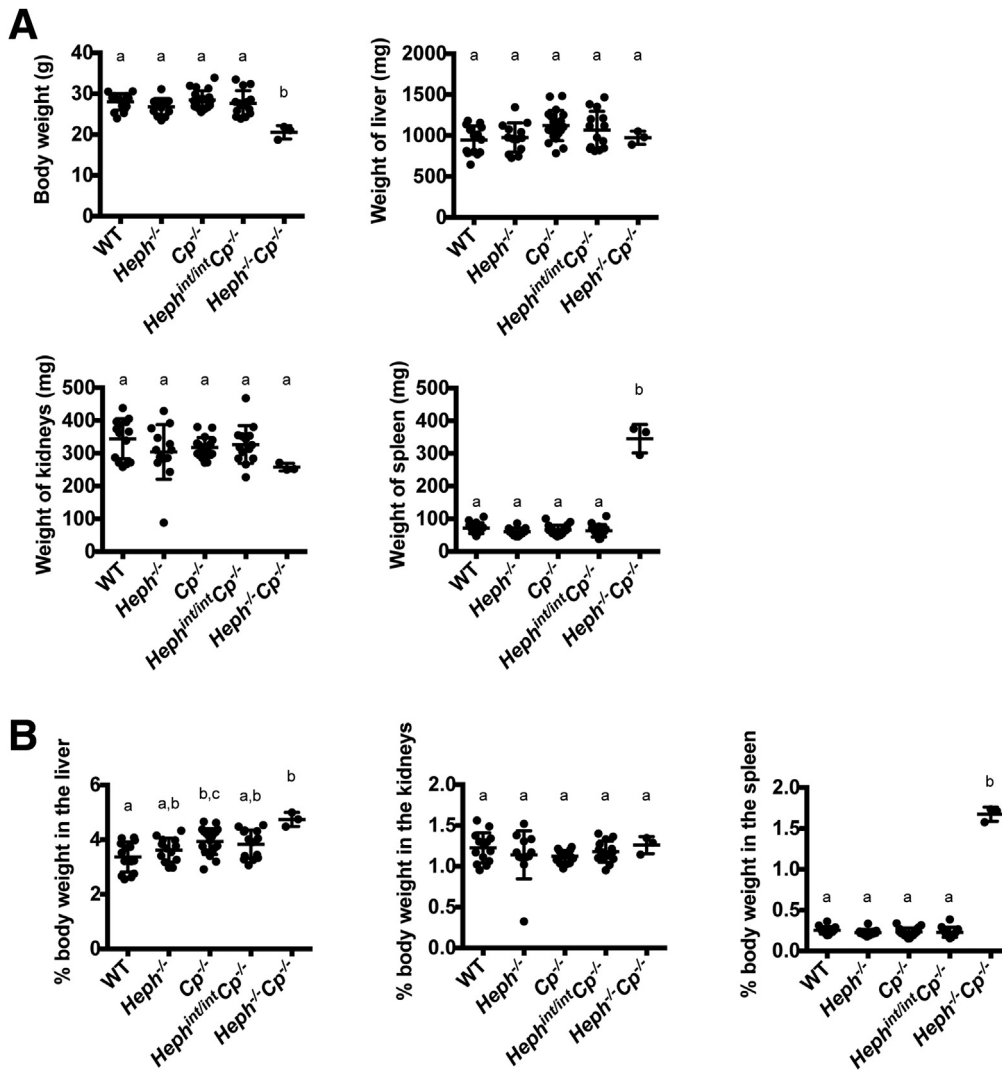 A
Body weight (g)
40
30
20
10
0
a a a a b
WT
Heph-/-
Cp-/-
Hephint/intCp-/-
Heph-/-Cp-/-
Weight of liver (mg)
2000
1500
1000
500
0
a a a a a
WT
Heph-/-
Cp-/-
Hephint/intCp-/-
Heph-/-Cp-/-
Weight of kidneys (mg)
500
400
300
200
100
0
a a a a a
WT
Heph-/-
Cp-/-
Hephint/intCp-/-
Heph-/-Cp-/-
Weight of spleen (mg)
500
400
300
200
100
0
a a a a b
WT
Heph-/-
Cp-/-
Hephint/intCp-/-
Heph-/-Cp-/-
B
% body weight in the liver
6
4
2
0
a a,b b,c a,b b
WT
Heph-/-
Cp-/-
Hephint/intCp-/-
Heph-/-Cp-/-
% body weight in the kidneys
2.0
1.5
1.0
1.5
0.0
a a a a a
WT
Heph-/-
Cp-/-
Hephint/intCp-/-
Heph-/-Cp-/-
% body weight in the spleen
2.0
1.5
1.0
0.5
0.0
a a a a b
WT
Heph-/-
Cp-/-
Hephint/intCp-/-
Heph-/-Cp-/-